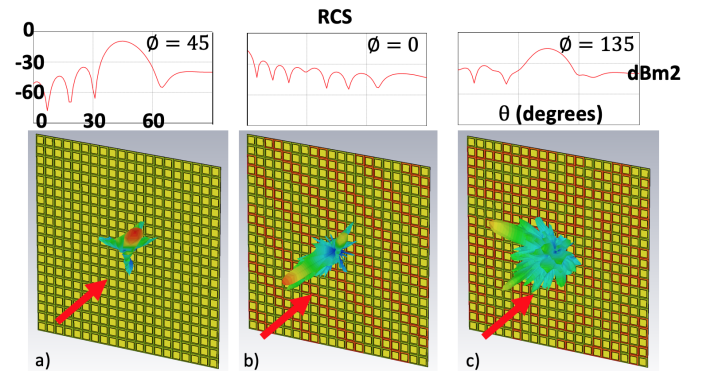 RCS
0
-30
-60
0 30 60
Ø = 45
Ø = 0
Ø = 135
dBm2
θ (degrees)
a)
b)
c)